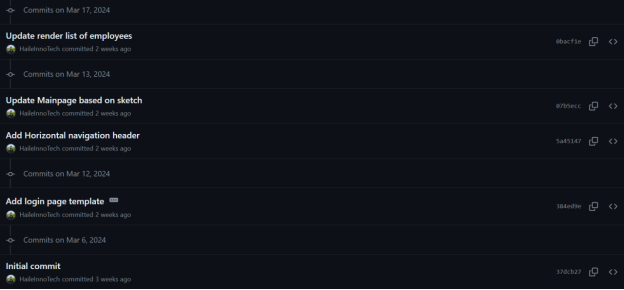 Commits on Mar 17, 2024
Update render list of employees
0bacf1e
HaileInnoTech committed 2 weeks ago
Commits on Mar 13, 2024
Update Mainpage based on sketch
07b5ecc
HaileInnoTech committed 2 weeks ago
Add Horizontal navigation header
5a45147
HaileInnoTech committed 2 weeks ago
Commits on Mar 12, 2024
Add login page template
HaileInnoTech committed 2 weeks ago
Commits on Mar 6, 2024
Initial commit
37dcb27
HaileInnoTech committed 3 weeks ago